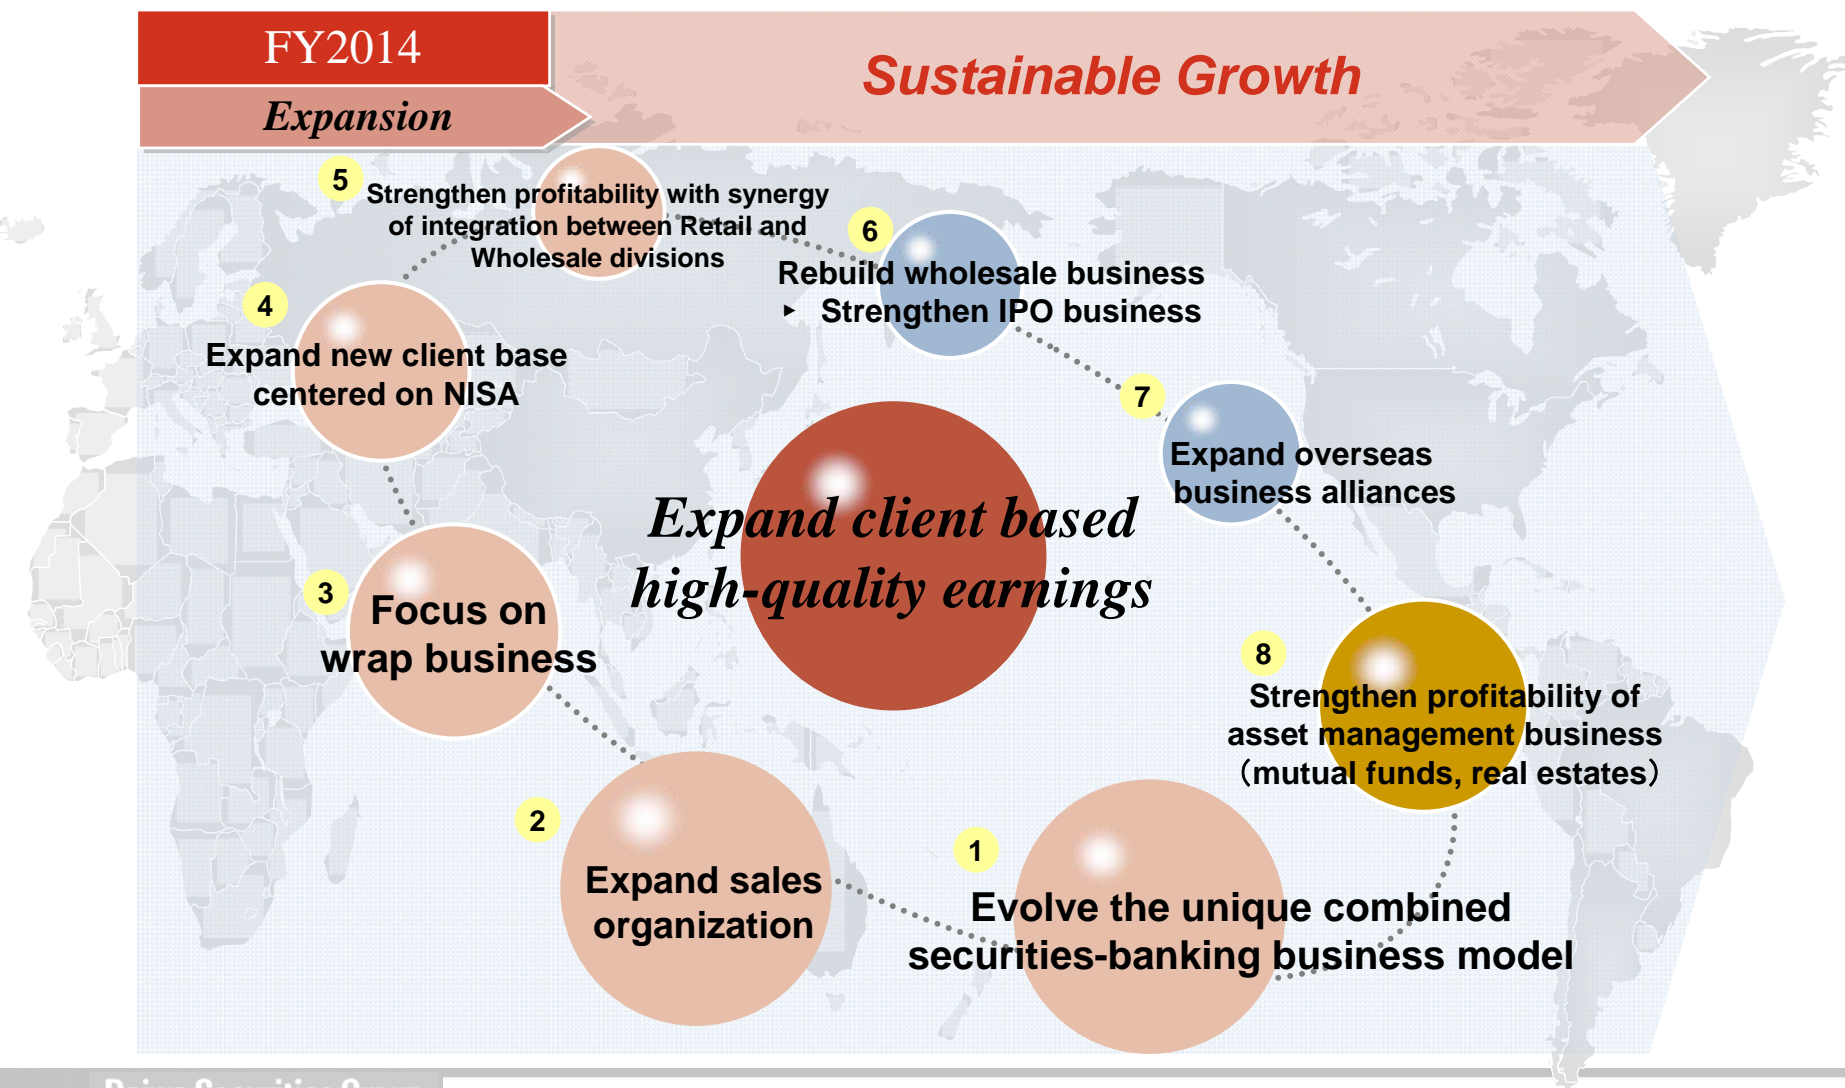 FY2014
Expansion
Sustainable Growth
5
Strengthen profitability with synergy
of integration between Retail and
Wholesale divisions
6
Rebuild wholesale business
▸ Strengthen IPO business
4
Expand new client base
centered on NISA
7
Expand overseas
business alliances
Expand client based
high-quality earnings
3
Focus on
wrap business
8
Strengthen profitability of
asset management business
（mutual funds, real estates）
2
Expand sales
organization
1
Evolve the unique combined
securities-banking business model
Daiwa Securities Group